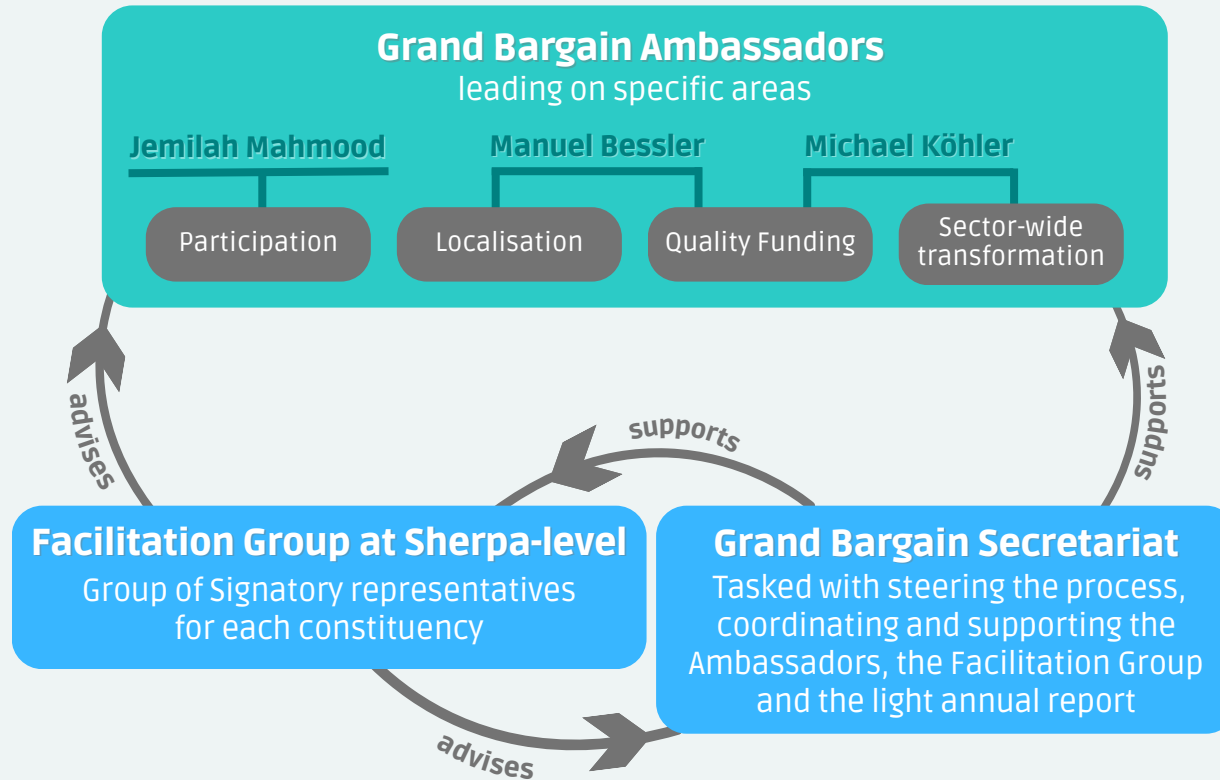 Grand Bargain Ambassadors
leading on specific areas
Jemilah Mahmood
Manuel Bessler
Michael Köhler
Participation
Localisation
Quality Funding
Sector-wide
transformation
advises
supports
supports
Facilitation Group at Sherpa-level
Group of Signatory representatives
for each constituency
Grand Bargain Secretariat
Tasked with steering the process,
coordinating and supporting the
Ambassadors, the Facilitation Group
and the light annual report
advises